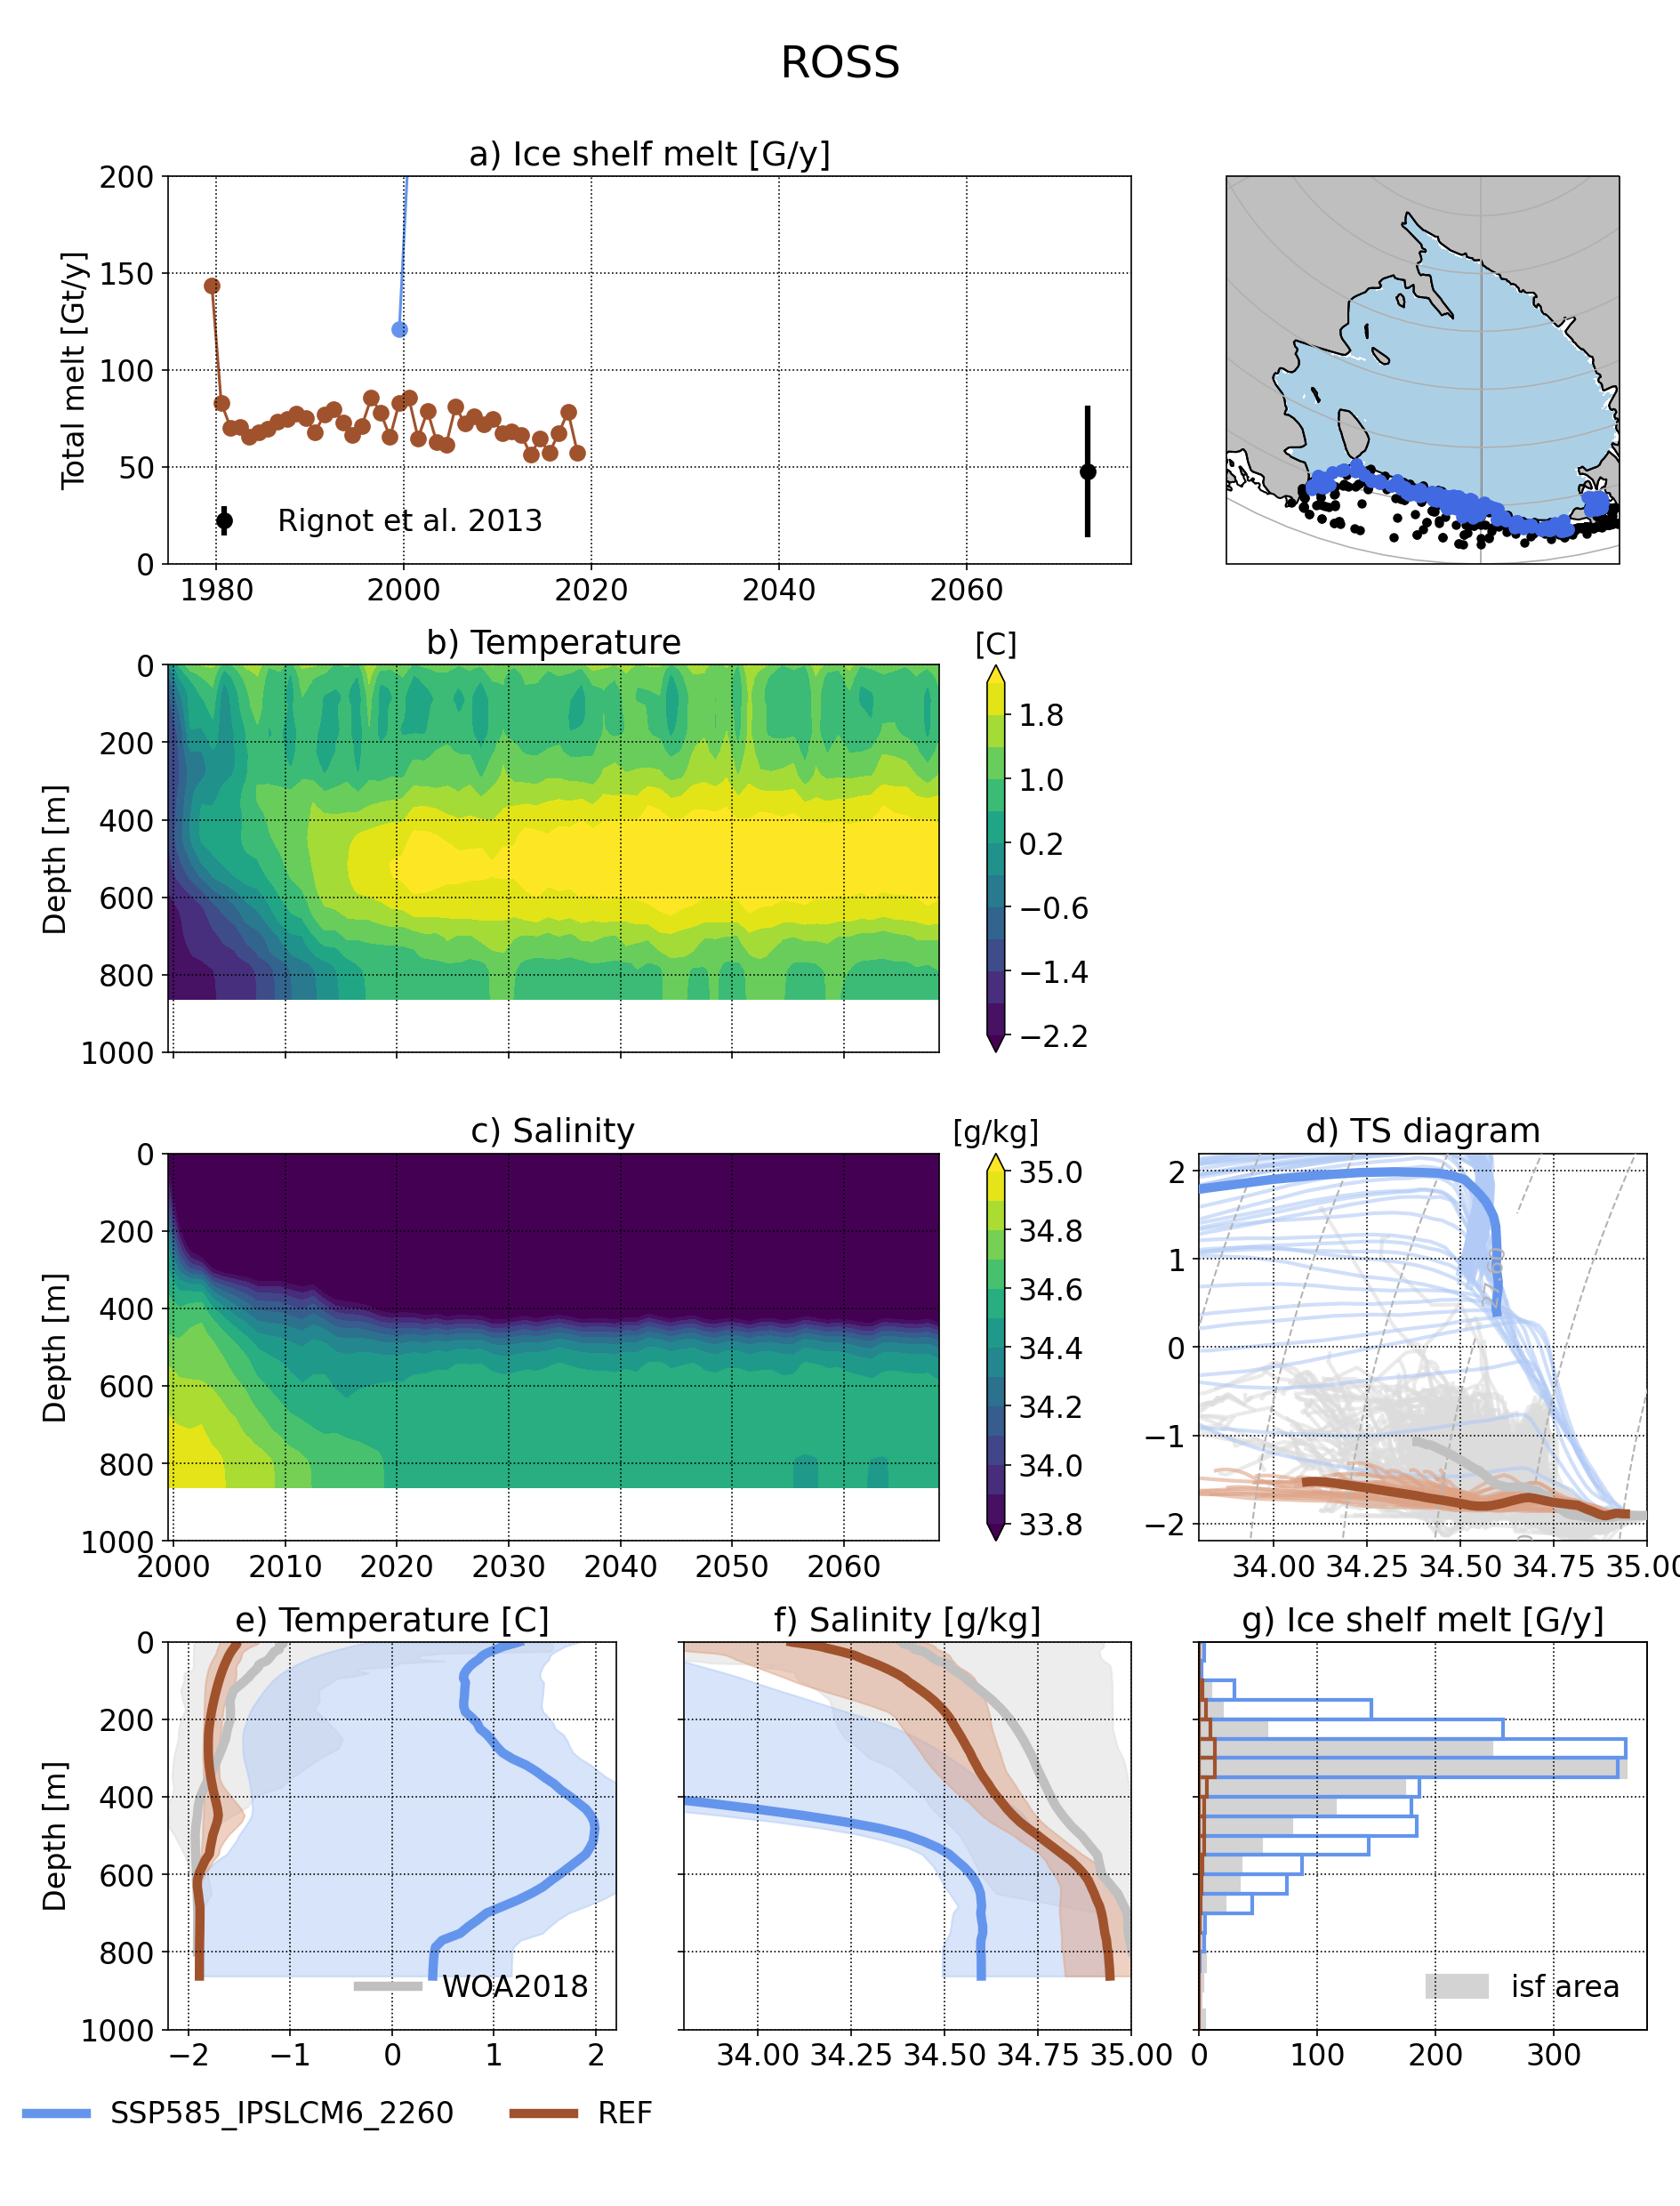 ROSS
a) Ice shelf melt [G/y]
Total melt [Gt/y]
200
150
100
50
0
Rignot et al. 2013
1980 2000 2020 2040 2060
b) Temperature
[C]
Depth [m]
0
200
400
600
800
1000
1.8
1.0
0.2
−0.6
−1.4
−2.2
c) Salinity
[g/kg]
Depth [m]
0
200
400
600
800
1000
2000 2010 2020 2030 2040 2050 2060
35.0
34.8
34.6
34.4
34.2
34.0
33.8
d) TS diagram
2
1
0
−1
−2
34.00 34.25 34.50 34.75 35.0
e) Temperature [C]
Depth [m]
0
200
400
600
800
1000
WOA2018
−2 −1 0 1 2
f) Salinity [g/kg]
34.00 34.25 34.50 34.75 35.00
g) Ice shelf melt [G/y]
isf area
0 100 200 300
SSP585_IPSLCM6_2260 REF